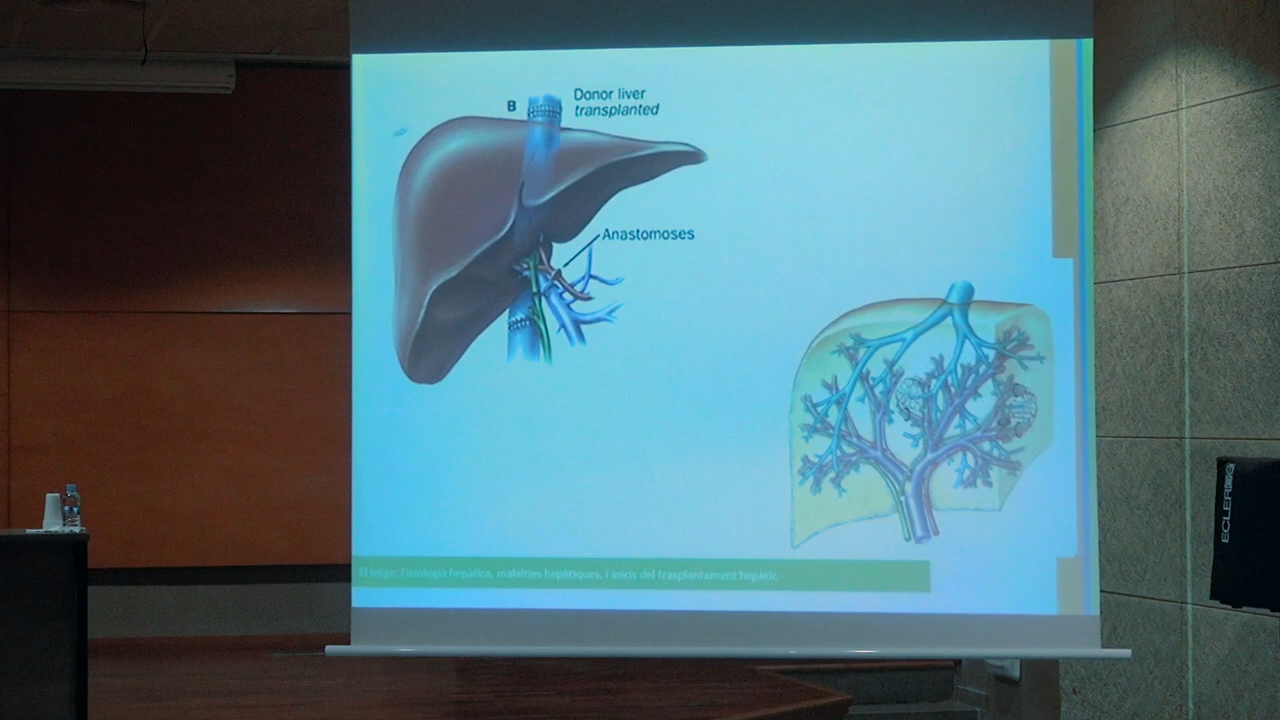 B
Donor liver
transplanted
Anastomoses
El fetge: Fisiologia hepàtica, malalties hepàtiques, i inicis del trasplantament hepàtic
ECLER